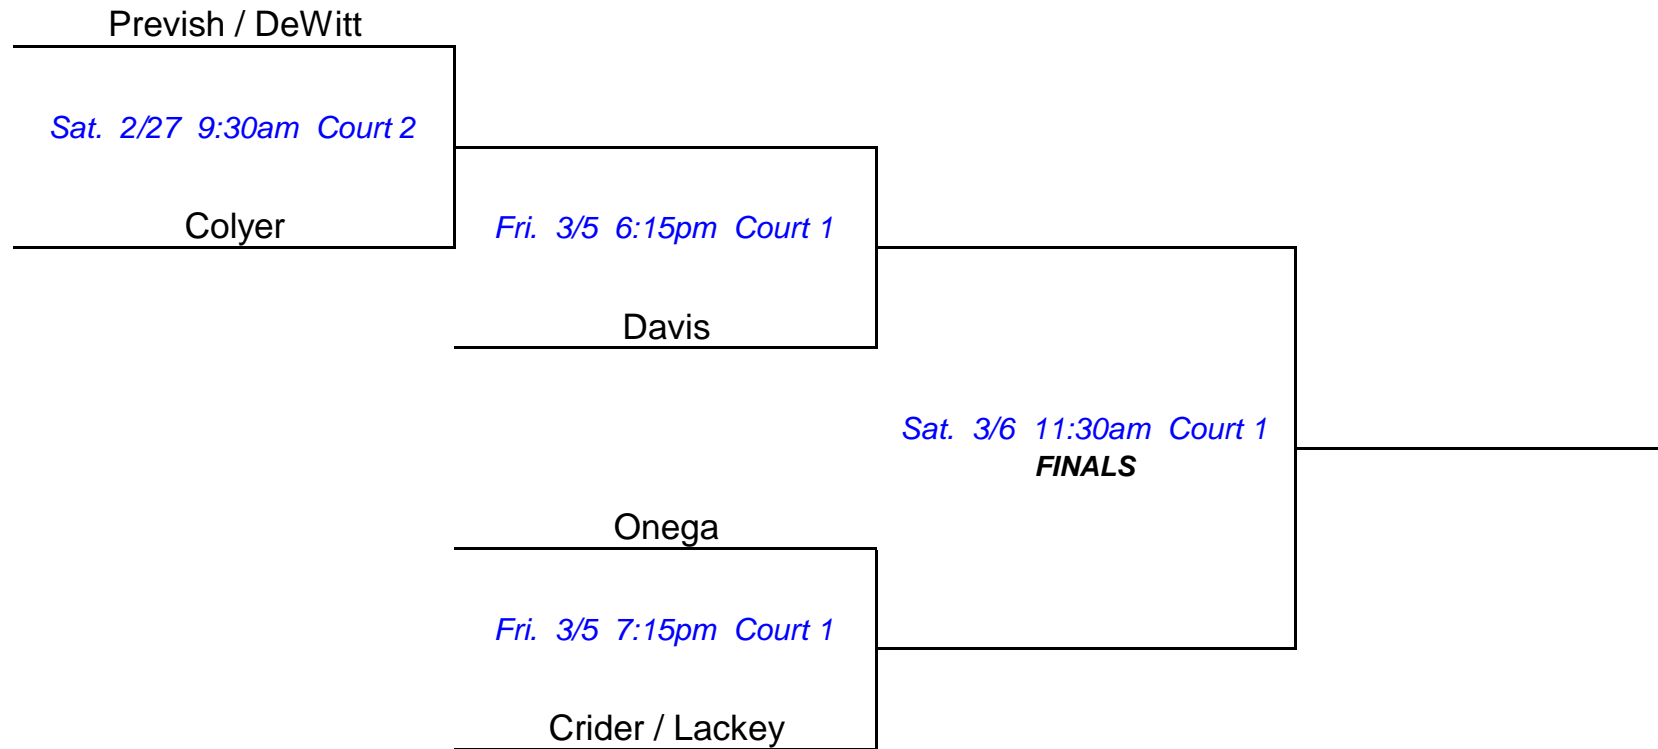 Prevish / DeWitt
Sat. 2/27 9:30am Court 2
Colyer
Fri. 3/5 6:15pm Court 1
Davis
Sat. 3/6 11:30am Court 1
FINALS
Onega
Fri. 3/5 7:15pm Court 1
Crider / Lackey